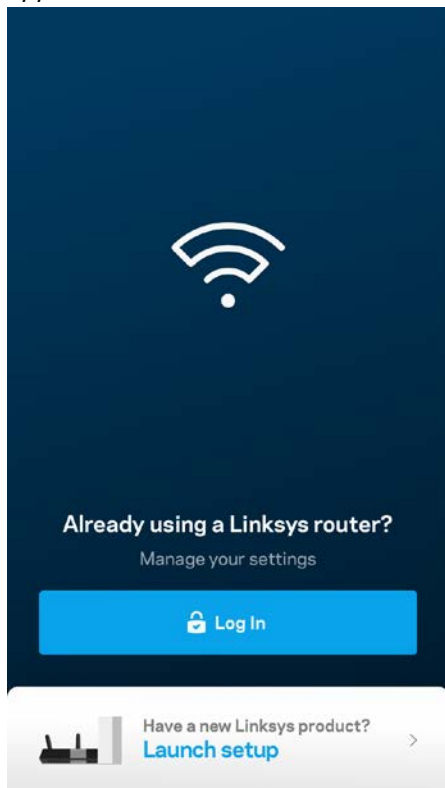 Already using a Linksys router?
Manage your settings
Log In
Have a new Linksys product?
Launch setup